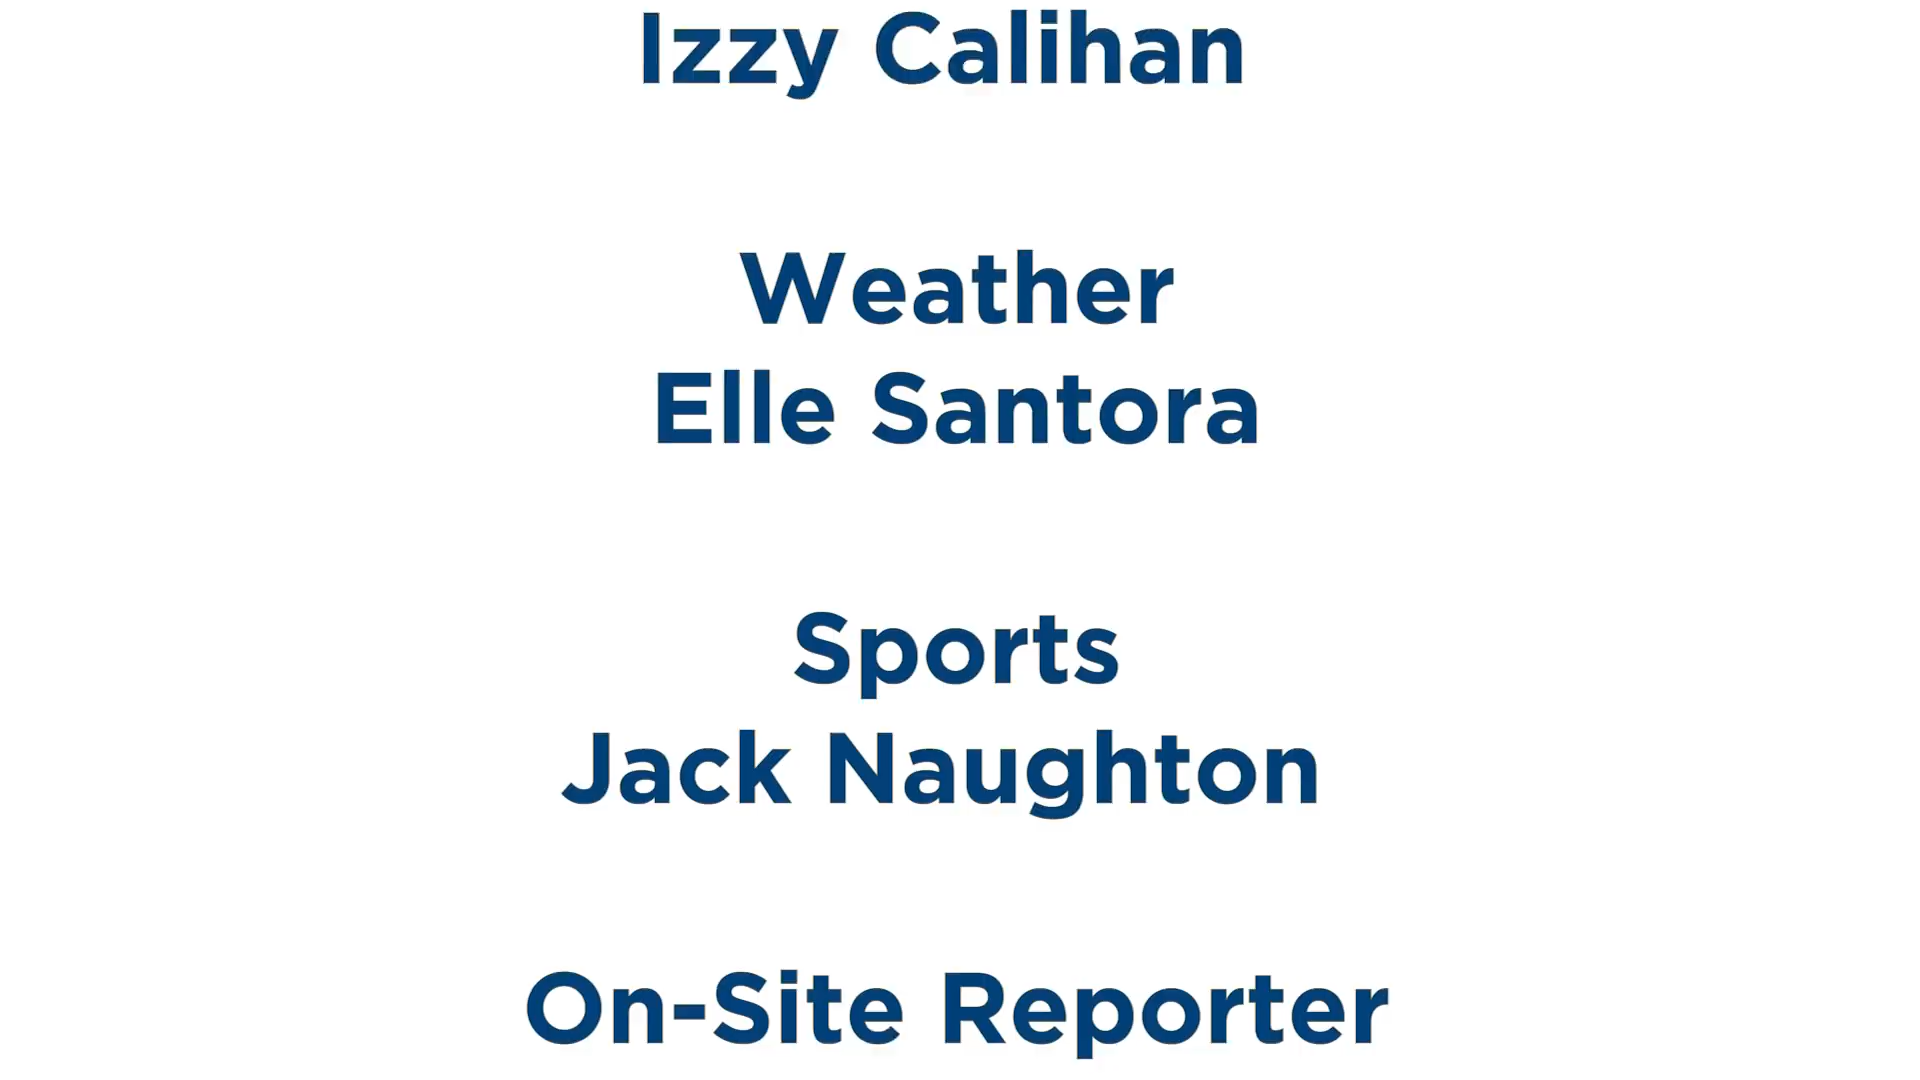 Izzy Calihan
Weather
Elle Santora
Sports
Jack Naughton
On-Site Reporter